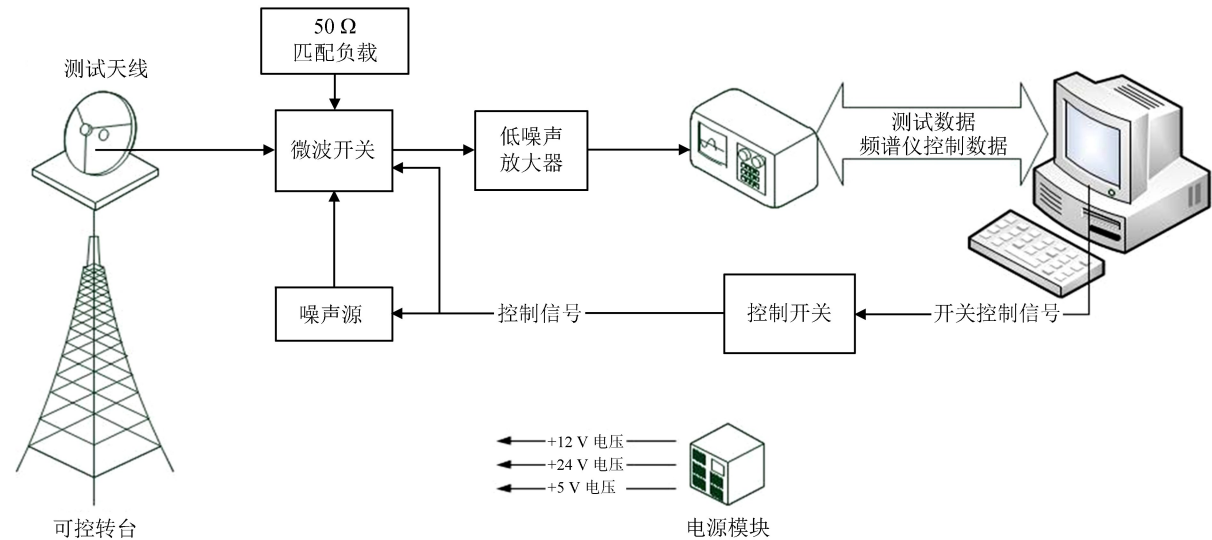 50 Ω
匹配负载
测试天线
微波开关
低噪声
放大器
测试数据
频谱仪控制数据
噪声源
控制信号
控制开关
开关控制信号
+12 V 电压
+24 V 电压
+5 V 电压
可控转台
电源模块